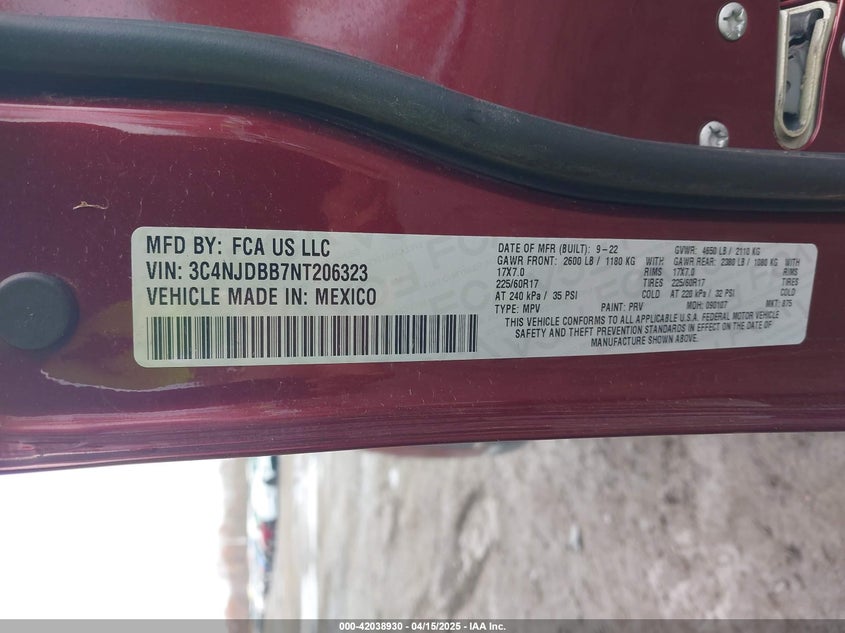 MFD BY: FCA US LLC
VIN: 3C4NJDBB7NT206323
VEHICLE MADE IN: MEXICO
DATE OF MFR (BUILT): 9-22 GVWR: 4650 LB / 2110 KG
GAWR FRONT: 2600 LB / 1180 KG WITH GAWR REAR: 2380 LB / 1080 KG WITH
17X7.0 RIMS 17X7.0 RIMS
225/60R17 TIRES 225/60R17 TIRES
AT 240 kPa / 35 PSI COLD AT 220 kPa / 32 PSI COLD
TYPE: MPV PAINT: PRV MDH: 090107 MKT: 875
THIS VEHICLE CONFORMS TO ALL APPLICABLE U.S.A. FEDERAL MOTOR VEHICLE
SAFETY AND THEFT PREVENTION STANDARDS IN EFFECT ON THE DATE OF
MANUFACTURE SHOWN ABOVE.
000-42038930 - 04/15/2025 - IAA Inc.